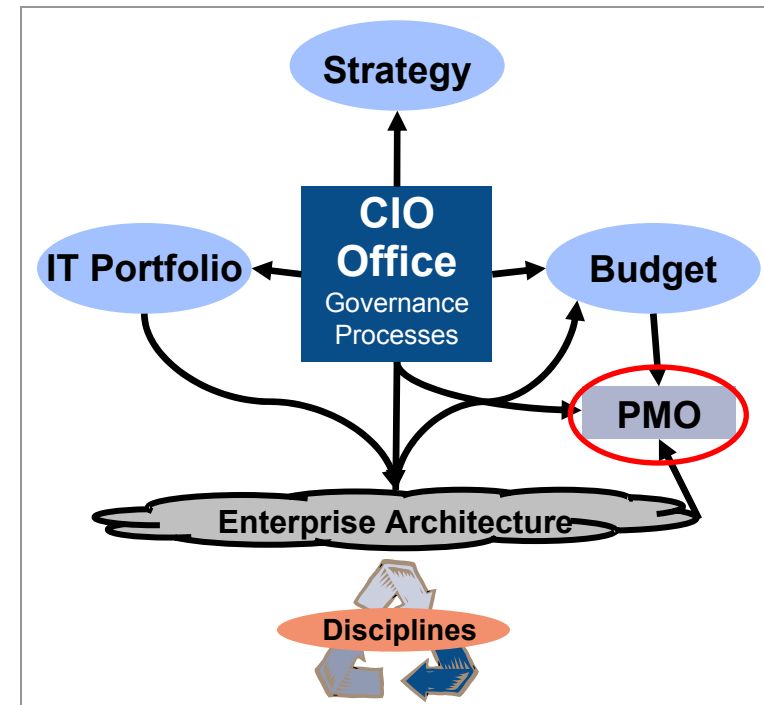 Strategy
CIO
Office
Governance
Processes
IT Portfolio
Budget
PMO
Enterprise Architecture
Disciplines